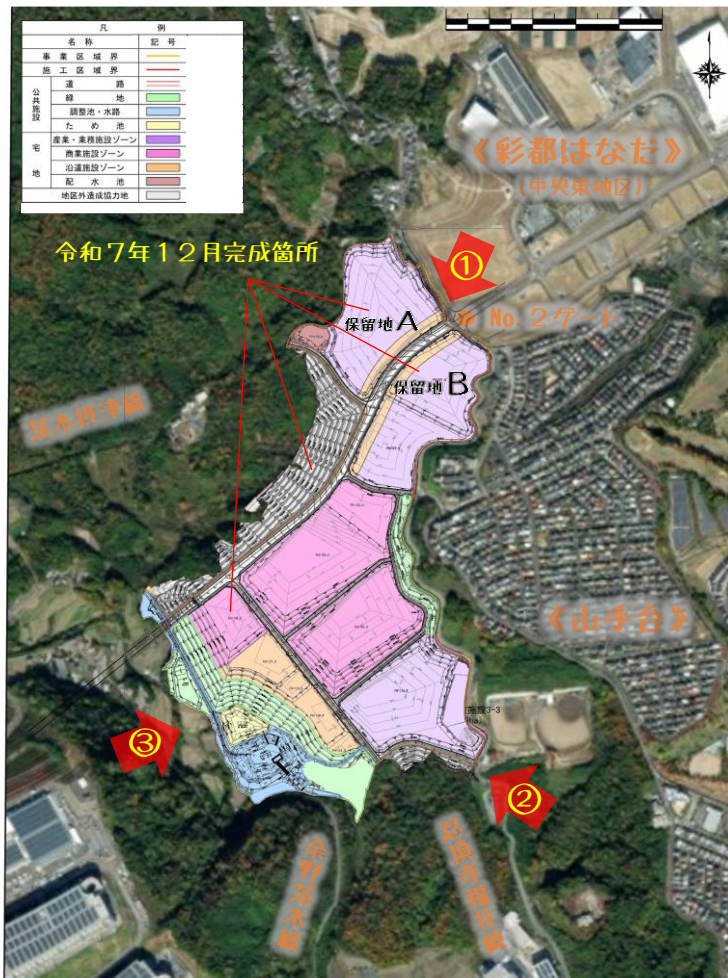 凡 例
名 称 記 号
事 業 区 域 界
施 工 区 域 界
公共施設
道 路
緑 地
調整池・水路
た め 池
宅地
産業・業務施設ゾーン
商業施設ゾーン
沿道施設ゾーン
配 水 池
地区外造成協力地
《彩都はなだ》
(中央東地区)
令和7年12月完成箇所
①
No.2ゲート
保留地A
保留地B
茨木摂津線
《山手台》
施設3-3
③
②
余野茨木線
忍頂寺福井線